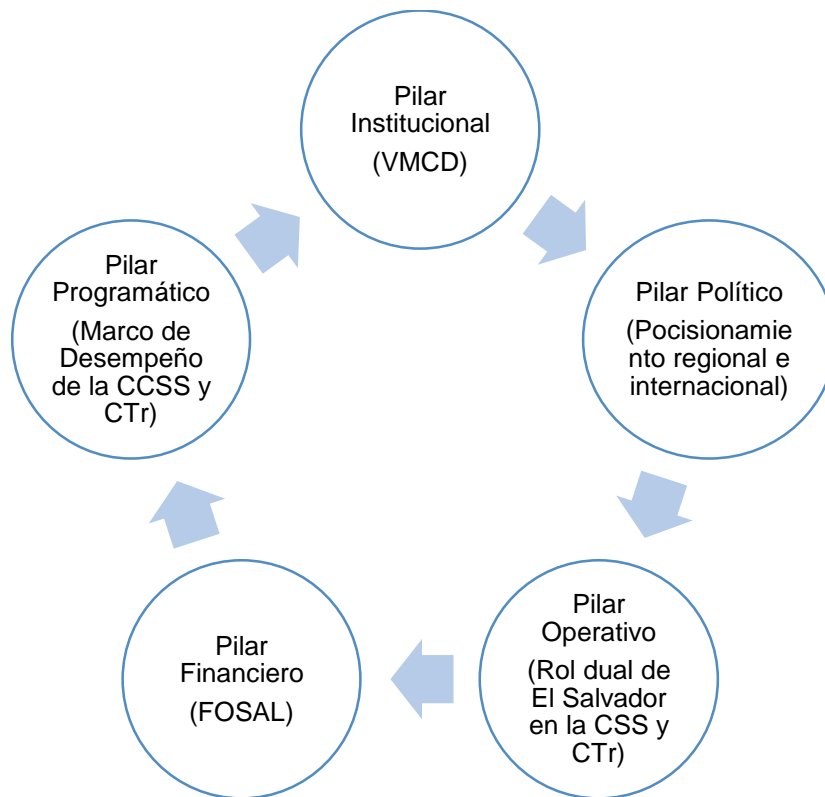 Pilar
Institucional
(VMCD)
Pilar Político
(Pocisionamie
nto regional e
internacional)
Pilar
Operativo
(Rol dual de
El Salvador
en la CSS y
CTr)
Pilar
Financiero
(FOSAL)
Pilar
Programático
(Marco de
Desempeño
de la CCSS y
CTr)